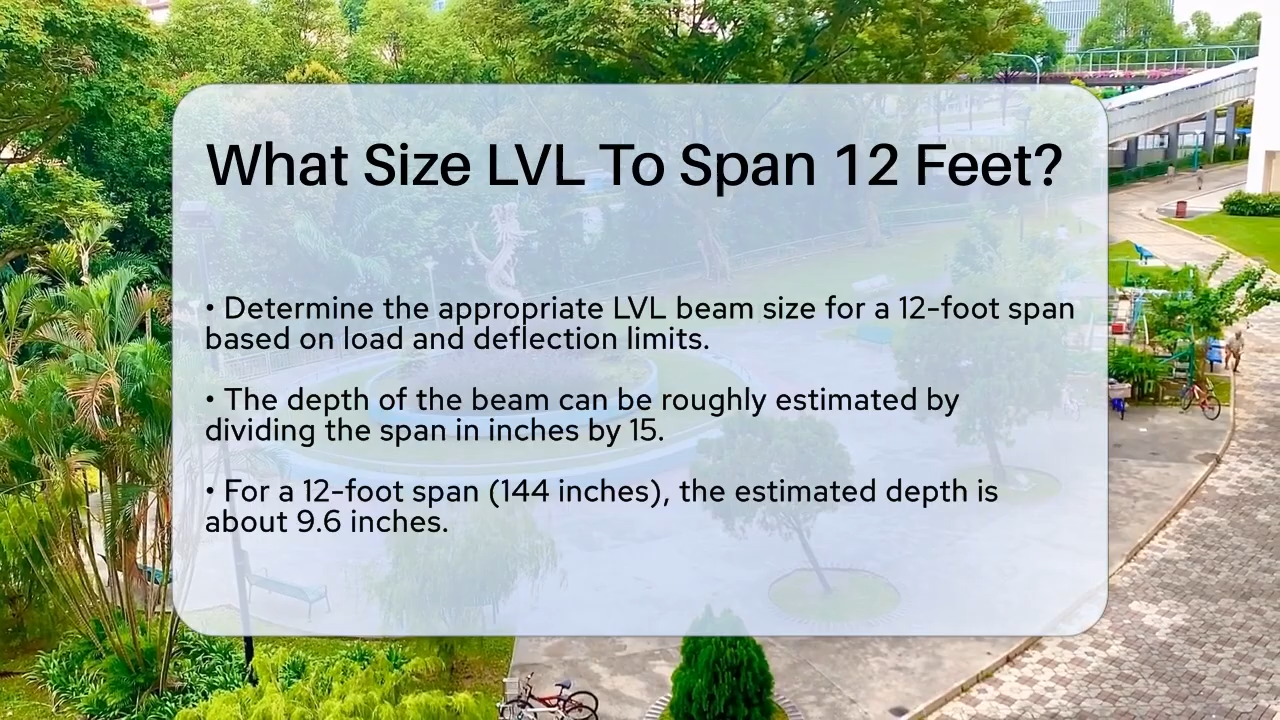 What Size LVL To Span 12 Feet?
• Determine the appropriate LVL beam size for a 12-foot span
based on load and deflection limits.
• The depth of the beam can be roughly estimated by
dividing the span in inches by 15.
• For a 12-foot span (144 inches), the estimated depth is
about 9.6 inches.